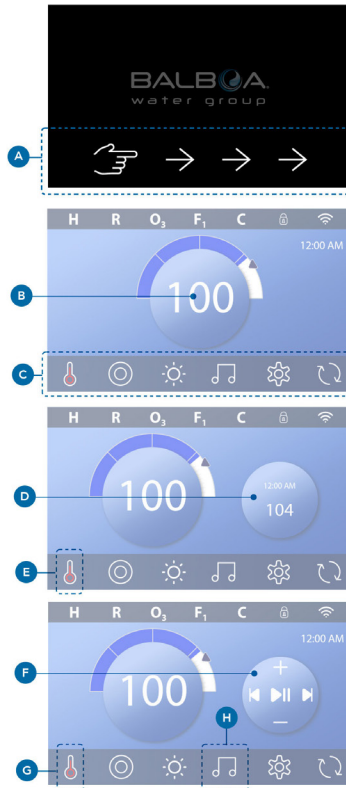 BALBOA
water group
A
H R O₃ F₁ C
12:00 AM
B
100
C
H R O₃ F₁ C
D
100
12:00 AM
104
E
H R O₃ F₁ C
12:00 AM
F
100
H
G